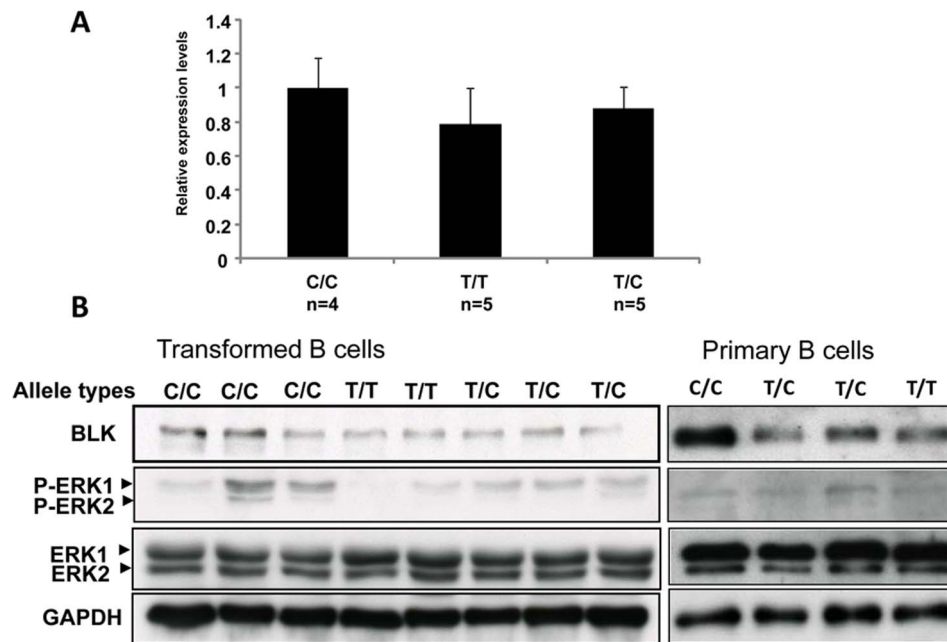 A
1.4
1.2
1
0.8
0.6
0.4
0.2
0
Relative expression levels
C/C T/T T/C
n=4 n=5 n=5
B
Transformed B cells Primary B cells
Allele types C/C C/C C/C T/T T/T T/C T/C T/C C/C T/C T/C T/T
BLK
P-ERK1
P-ERK2
ERK1
ERK2
GAPDH